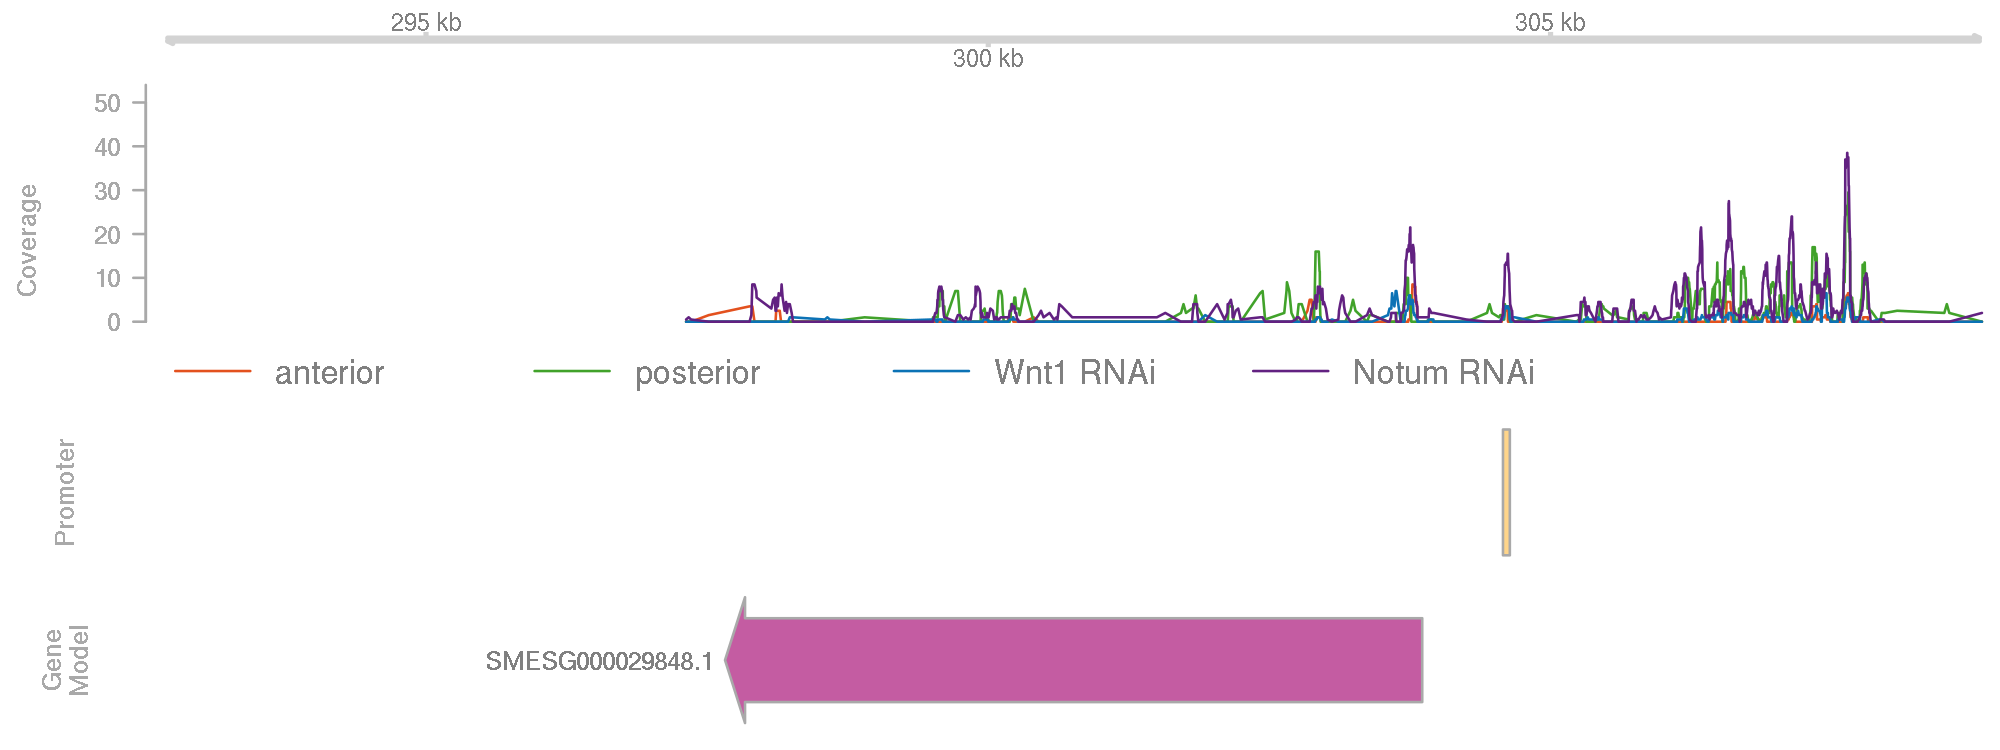 295 kb
305 kb
300 kb
50
40
30
20
10
0
Coverage
anterior posterior Wnt1 RNAi Notum RNAi
Promoter
SMESG000029848.1
Gene
Model